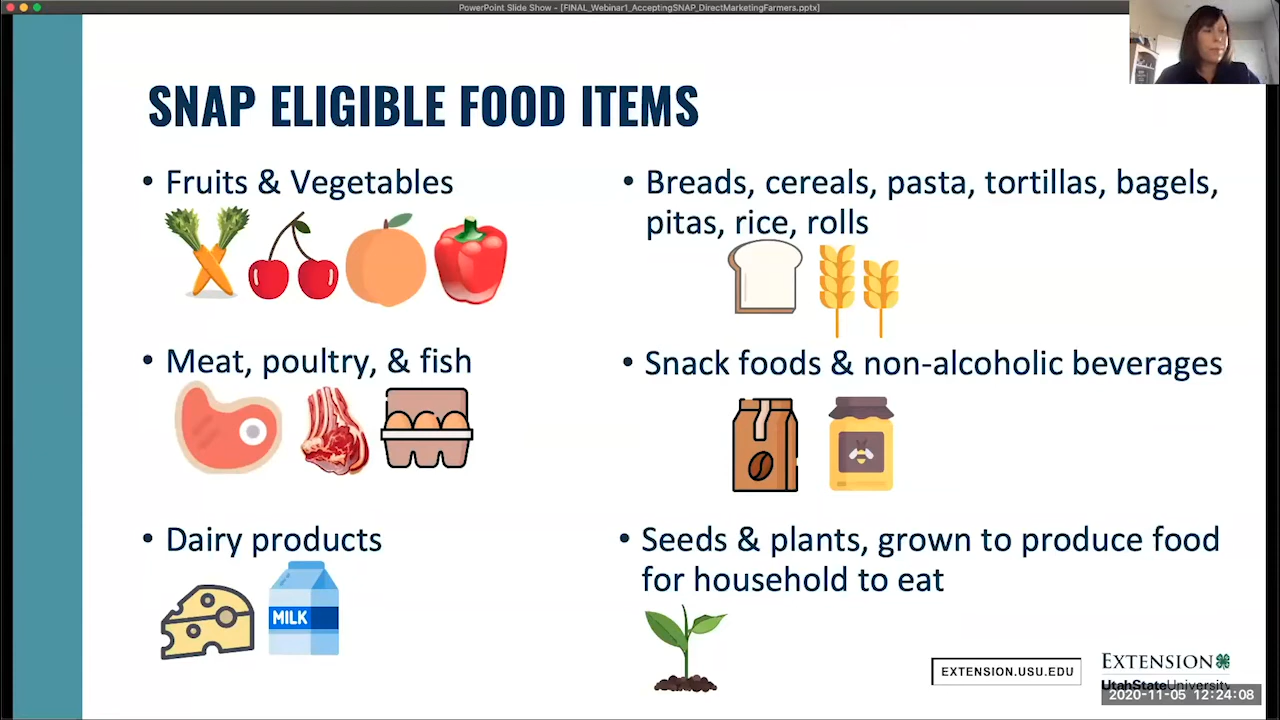 PowerPoint Slide Show - [FINAL_Webinar1_AcceptingSNAP_DirectMarketingFarmers.pptx]
SNAP ELIGIBLE FOOD ITEMS
• Fruits & Vegetables
• Meat, poultry, & fish
• Dairy products
MILK
• Breads, cereals, pasta, tortillas, bagels,
pitas, rice, rolls
• Snack foods & non-alcoholic beverages
• Seeds & plants, grown to produce food
for household to eat
EXTENSION.USU.EDU
EXTENSION
UtahStateUniversity
2020-11-05 12:24:08